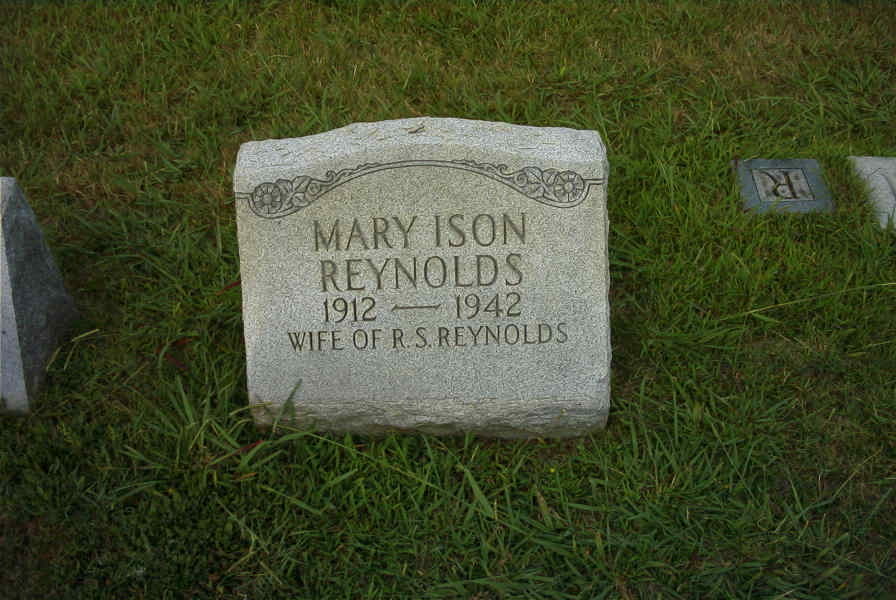 MARY ISON
REYNOLDS
1912 — 1942
WIFE OF R.S. REYNOLDS
R